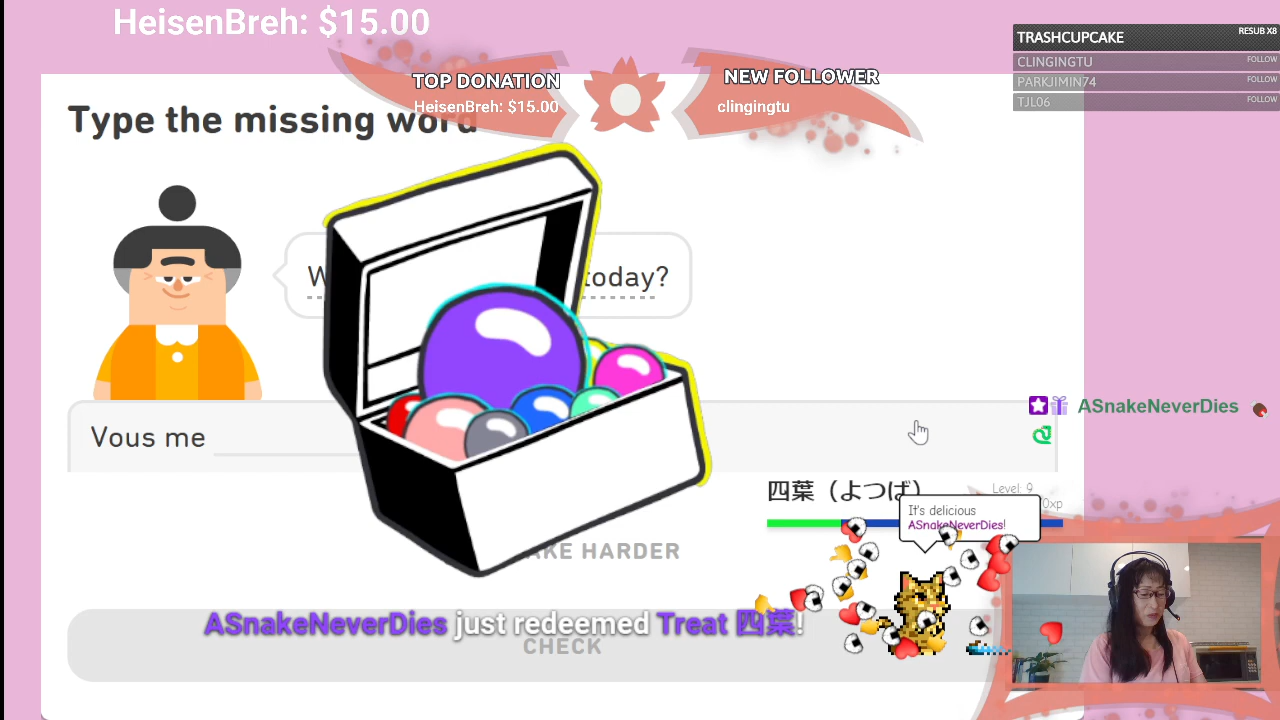 HeisenBreh: $15.00
TRASHCUPCAKE RESUB X8
CLINGINGTU FOLLOW
PARKJIMIN74 FOLLOW
TJL06 FOLLOW
TOP DONATION
HeisenBreh: $15.00
NEW FOLLOWER
clingingtu
Type the missing word
W today?
Vous me
ASnakeNeverDies
四葉（よつば）
Level: 9
0xp
It's delicious
ASnakeNeverDies!
AKE HARDER
ASnakeNeverDies just redeemed Treat 四葉!
CHECK